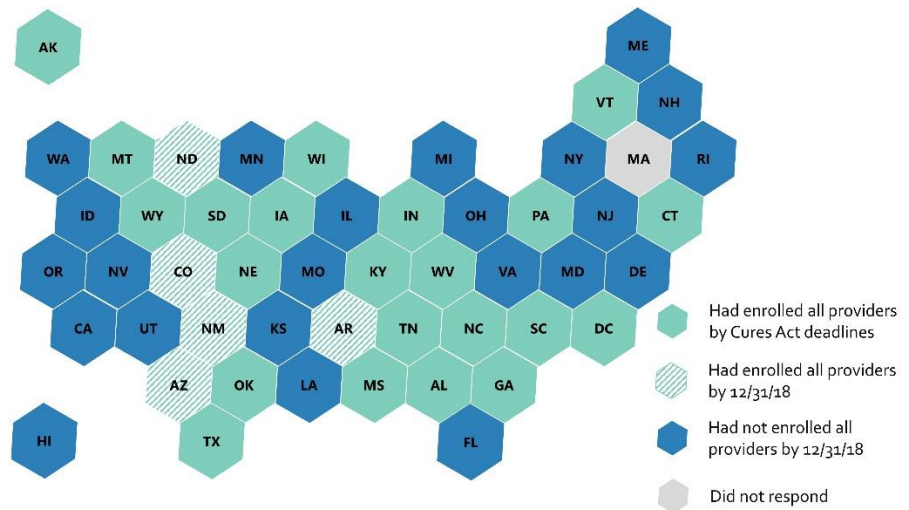 AK
ME
VT NH
WA MT ND MN WI MI NY MA RI
ID WY SD IA IL IN OH PA NJ CT
OR NV CO NE MO KY WV VA MD DE
CA UT NM KS AR TN NC SC DC
AZ OK LA MS AL GA
HI TX FL
Had enrolled all providers
by Cures Act deadlines
Had enrolled all providers
by 12/31/18
Had not enrolled all
providers by 12/31/18
Did not respond